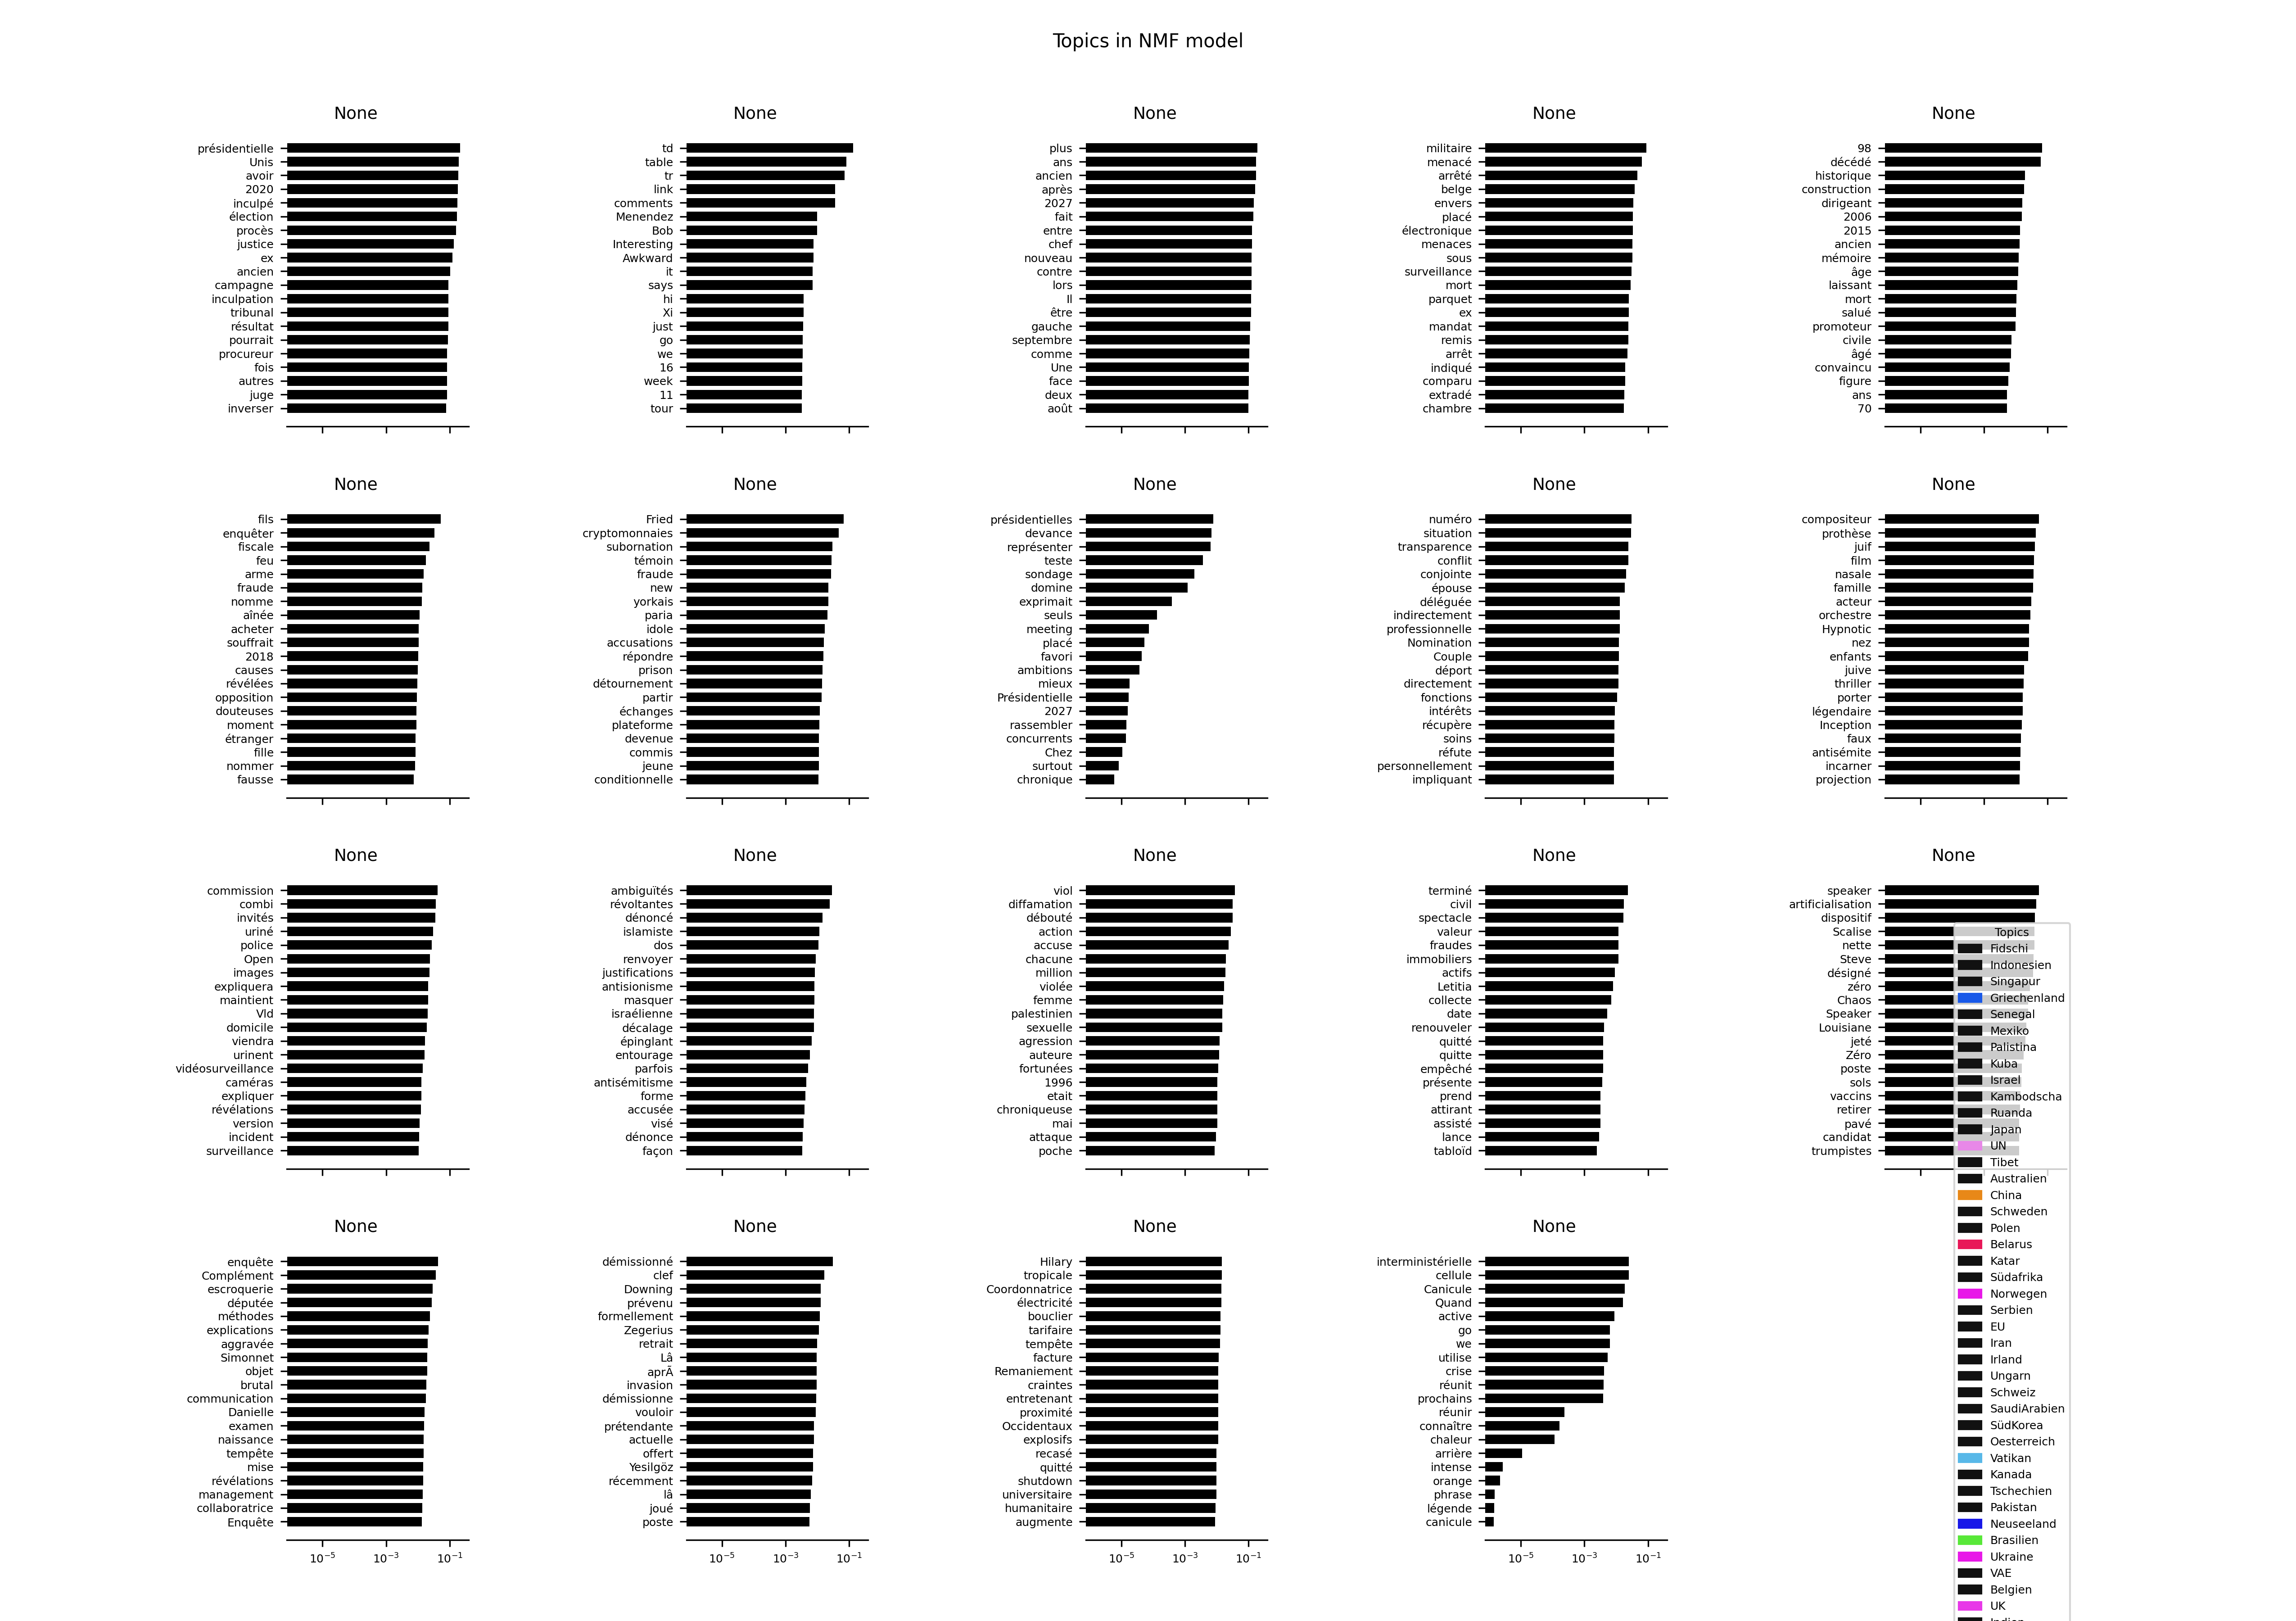 Topics in NMF model
None
présidentielle
Unis
avoir
2020
inculpé
élection
procès
justice
ex
ancien
campagne
inculpation
tribunal
résultat
pourrait
procureur
fois
autres
juge
inverser
None
td
table
tr
link
comments
Menendez
Bob
Interesting
Awkward
it
says
hi
Xi
just
go
we
16
week
11
tour
None
plus
ans
ancien
après
2027
fait
entre
chef
nouveau
contre
lors
Il
être
gauche
septembre
comme
Une
face
deux
août
None
militaire
menacé
arrêté
belge
envers
placé
électronique
menaces
sous
surveillance
mort
parquet
ex
mandat
remis
arrêt
indiqué
comparu
extradé
chambre
None
98
décédé
historique
construction
dirigeant
2006
2015
ancien
mémoire
âge
laissant
mort
salué
promoteur
civile
âgé
convaincu
figure
ans
70
None
fils
enquêter
fiscale
feu
arme
fraude
nomme
aînée
acheter
souffrait
2018
causes
révélées
opposition
douteuses
moment
étranger
fille
nommer
fausse
None
Fried
cryptomonnaies
subornation
témoin
fraude
new
yorkais
paria
idole
accusations
répondre
prison
détournement
partir
échanges
plateforme
devenue
commis
jeune
conditionnelle
None
présidentielles
devance
représenter
teste
sondage
domine
exprimait
seuls
meeting
placé
favori
ambitions
mieux
Présidentielle
2027
rassembler
concurrents
Chez
surtout
chronique
None
numéro
situation
transparence
conflit
conjointe
épouse
déléguée
indirectement
professionnelle
Nomination
Couple
déport
directement
fonctions
intérêts
récupère
soins
réfute
personnellement
impliquant
None
compositeur
prothèse
juif
film
nasale
famille
acteur
orchestre
Hypnotic
nez
enfants
juive
thriller
porter
légendaire
Inception
faux
antisémite
incarner
projection
None
commission
combi
invités
uriné
police
Open
images
expliquera
maintient
Vld
domicile
viendra
urinent
vidéosurveillance
caméras
expliquer
révélations
version
incident
surveillance
None
ambiguïtés
révoltantes
dénoncé
islamiste
dos
renvoyer
justifications
antisionisme
masquer
israélienne
décalage
épinglant
entourage
parfois
antisémitisme
forme
accusée
visé
dénonce
façon
None
viol
diffamation
débouté
action
accuse
chacune
million
violée
femme
palestinien
sexuelle
agression
auteure
fortunées
1996
etait
chroniqueuse
mai
attaque
poche
None
terminé
civil
spectacle
valeur
fraudes
immobiliers
actifs
Letitia
collecte
date
renouveler
quitté
quitte
empêché
présente
prend
attirant
assisté
lance
tabloïd
None
speaker
artificialisation
dispositif
Scalise
nette
Steve
désigné
zéro
Chaos
Speaker
Louisiane
jeté
Zéro
poste
sols
vaccins
retirer
pavé
candidat
trumpistes
None
enquête
Complément
escroquerie
députée
méthodes
explications
aggravée
Simonnet
objet
brutal
communication
Danielle
examen
naissance
tempête
mise
révélations
management
collaboratrice
Enquête
10⁻⁵ 10⁻³ 10⁻¹
None
démissionné
clef
Downing
prévenu
formellement
Zegerius
retrait
Lâ
aprÃ
invasion
démissionne
vouloir
prétendante
actuelle
offert
Yesilgöz
récemment
lâ
joué
poste
10⁻⁵ 10⁻³ 10⁻¹
None
Hilary
tropicale
Coordonnatrice
électricité
bouclier
tarifaire
tempête
facture
Remaniement
craintes
entretenant
proximité
Occidentaux
explosifs
recasé
quitté
shutdown
universitaire
humanitaire
augmente
10⁻⁵ 10⁻³ 10⁻¹
None
interministérielle
cellule
Canicule
Quand
active
go
we
utilise
crise
réunit
prochains
réunir
connaître
chaleur
arrière
intense
orange
phrase
légende
canicule
10⁻⁵ 10⁻³ 10⁻¹
Topics
Fidschi
Indonesien
Singapur
Griechenland
Senegal
Mexiko
Palistina
Kuba
Israel
Kambodscha
Ruanda
Japan
UN
Tibet
Australien
China
Schweden
Polen
Belarus
Katar
Südafrika
Norwegen
Serbien
EU
Iran
Irland
Ungarn
Schweiz
SaudiArabien
SüdKorea
Oesterreich
Vatikan
Kanada
Tschechien
Pakistan
Neuseeland
Brasilien
Ukraine
VAE
Belgien
UK